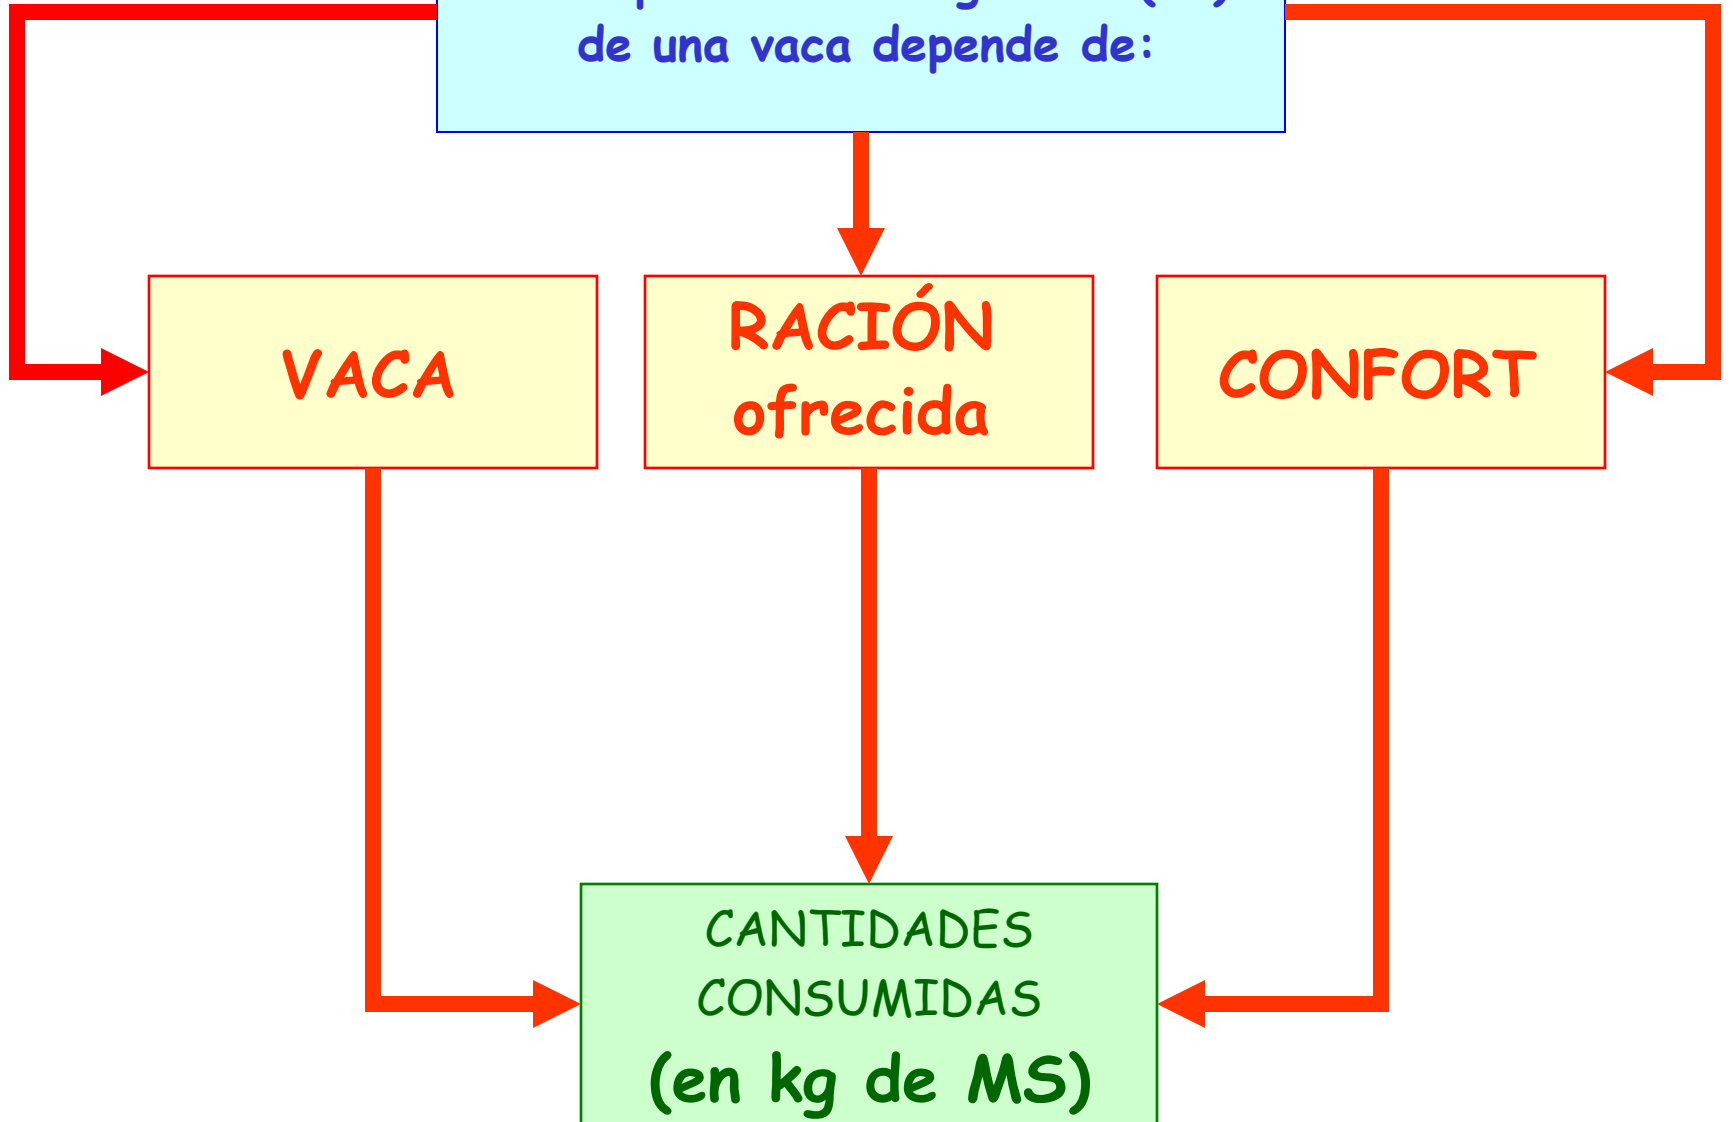 de una vaca depende de:
VACA
RACIÓN
ofrecida
CONFORT
CANTIDADES
CONSUMIDAS
(en kg de MS)